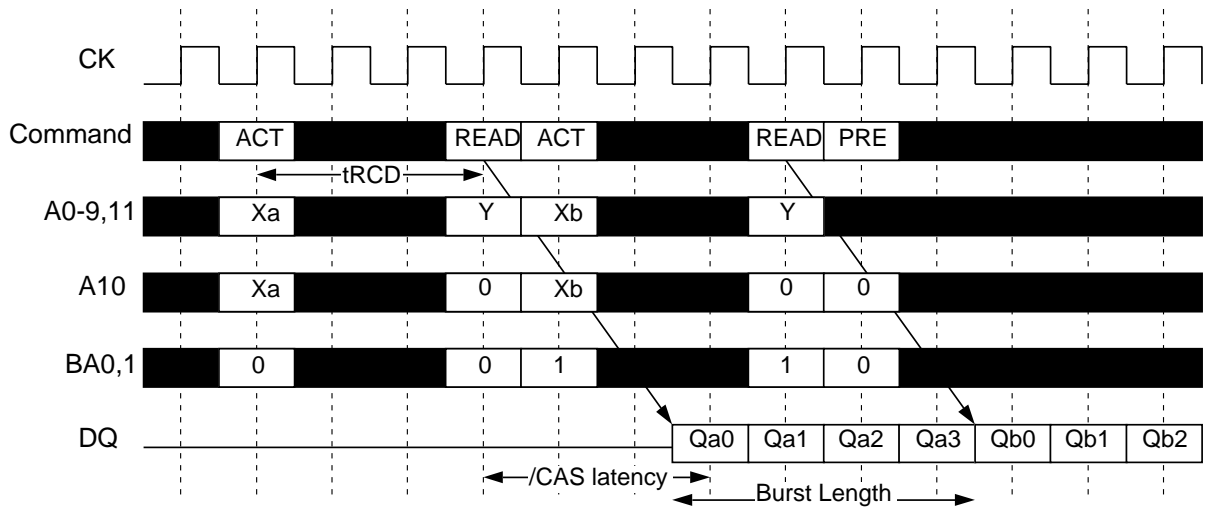 CK
Command ACT READ ACT READ PRE
tRCD
A0-9,11 Xa Y Xb Y
A10 Xa 0 Xb 0 0
BA0,1 0 0 1 1 0
DQ Qa0 Qa1 Qa2 Qa3 Qb0 Qb1 Qb2
/CAS latency
Burst Length